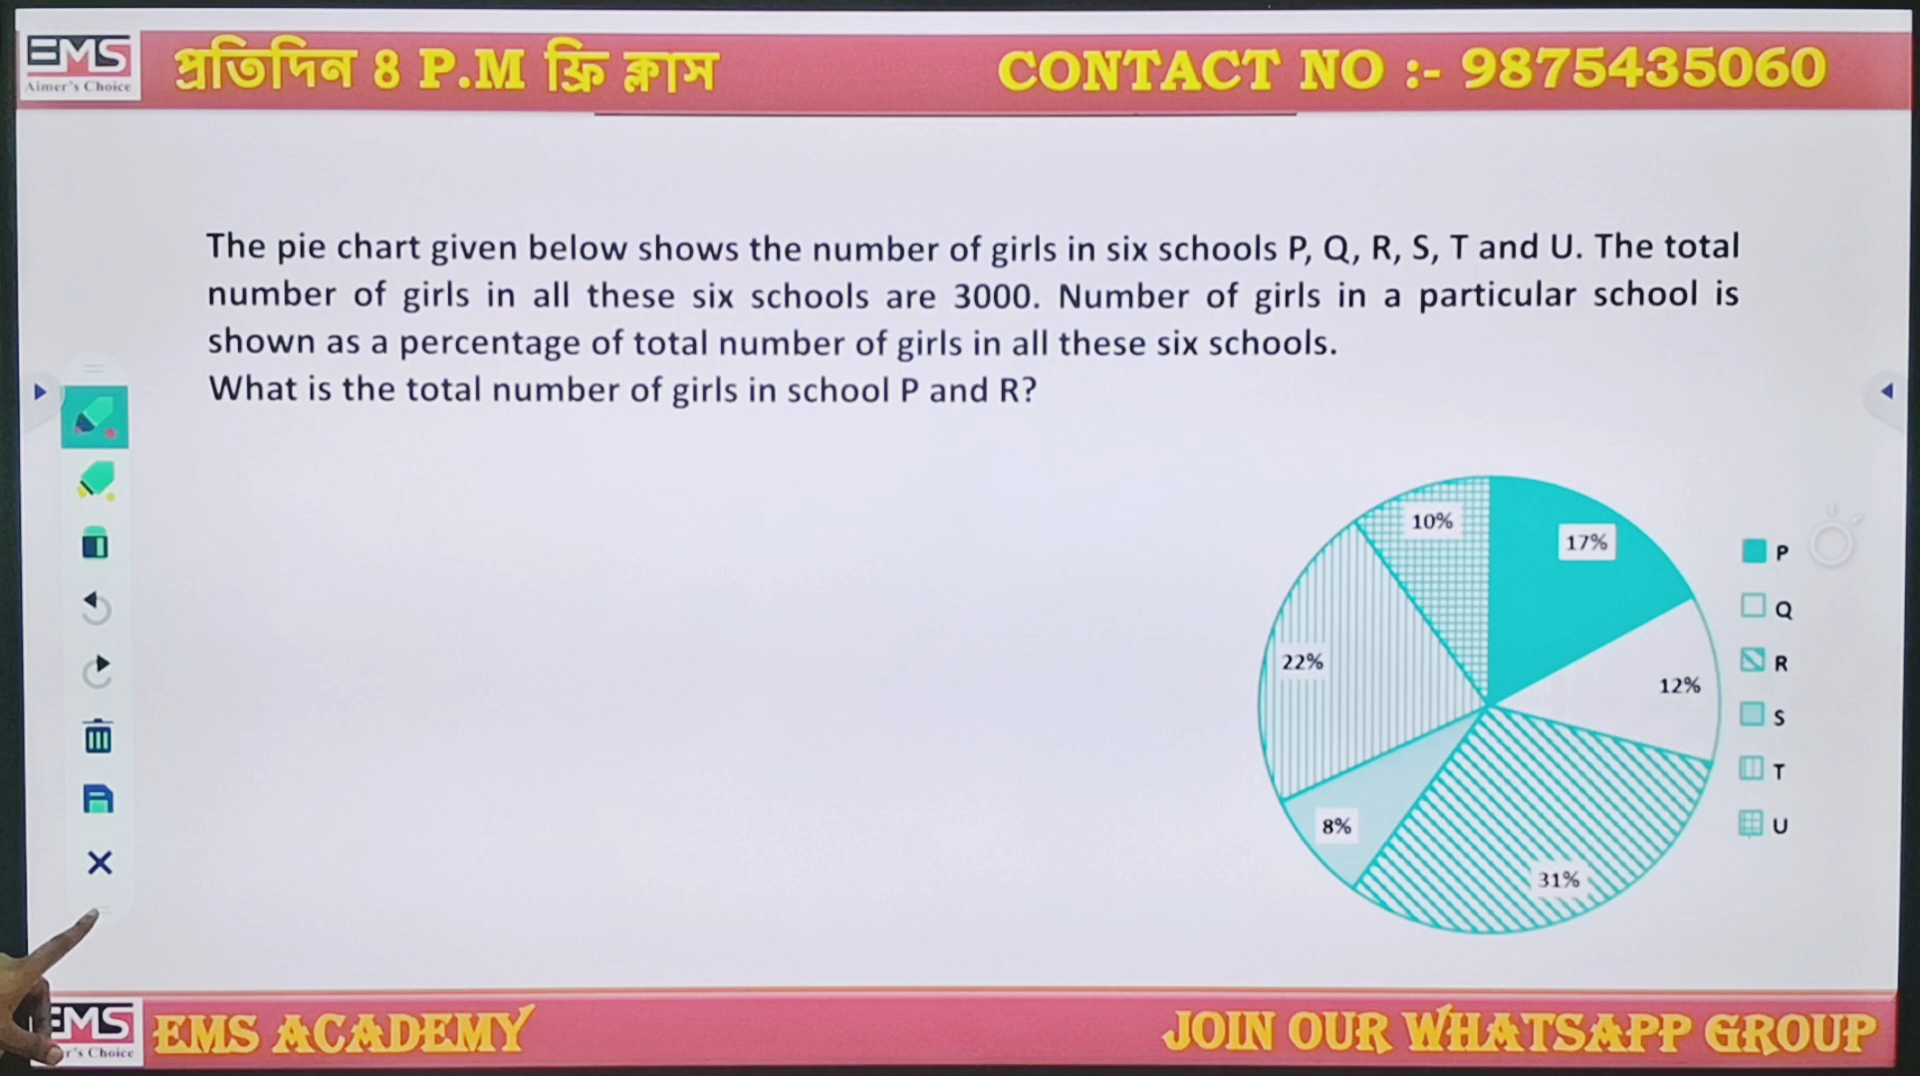 EMS
Aimer's Choice
প্রতিদিন 8 P.M ফ্রি ক্লাস
CONTACT NO :- 9875435060
The pie chart given below shows the number of girls in six schools P, Q, R, S, T and U. The total
number of girls in all these six schools are 3000. Number of girls in a particular school is
shown as a percentage of total number of girls in all these six schools.
What is the total number of girls in school P and R?
10%
17%
22%
12%
8%
31%
P
Q
R
S
T
U
EMS
r's Choice
EMS ACADEMY
JOIN OUR WHATSAPP GROUP